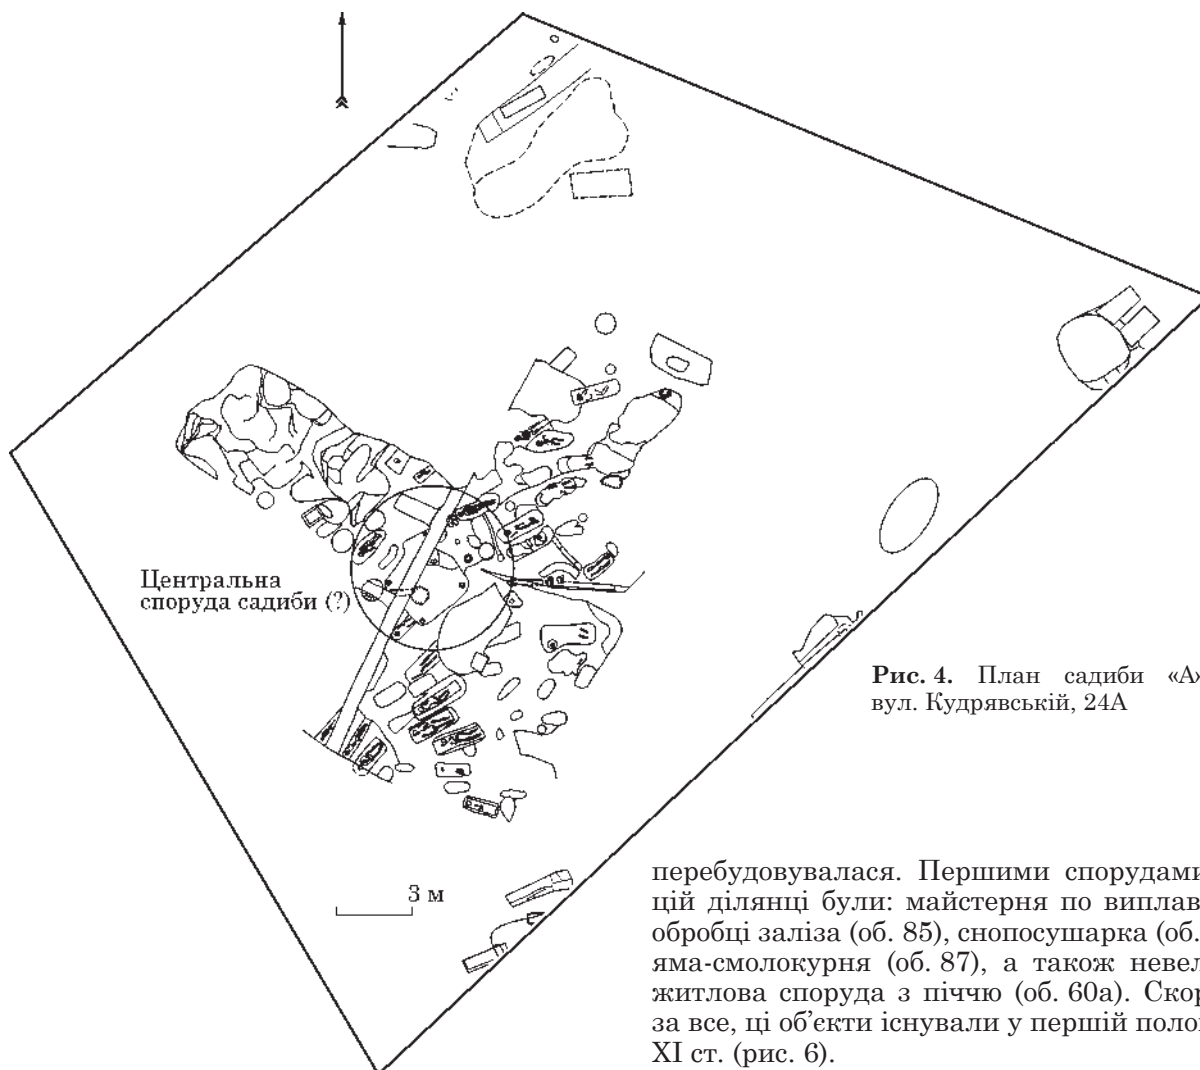 Центральна
споруда садиби (?)
Рис. 4. План садиби «А»
вул. Кудрявській, 24А
3 м
перебудовувалася. Першими спорудами
цій ділянці були: майстерня по виплав
обробці заліза (об. 85), снопосушарка (об.
яма-смолокурня (об. 87), а також невел
житлова споруда з піччю (об. 60а). Скор
за все, ці об’єкти існували у першій поло
XI ст. (рис. 6).